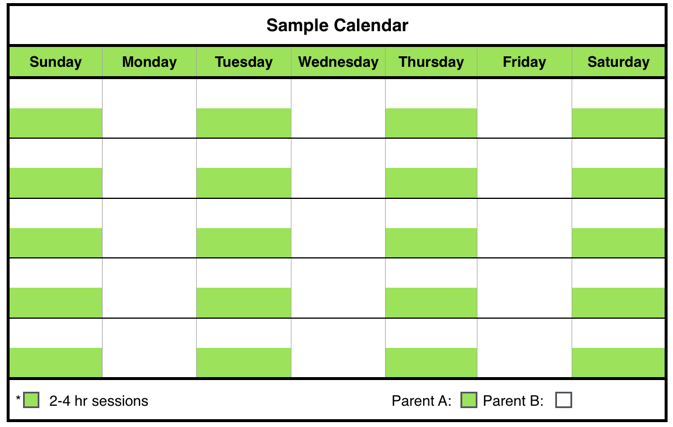 Sample Calendar
Sunday Monday Tuesday Wednesday Thursday Friday Saturday
* 2-4 hr sessions Parent A: Parent B: